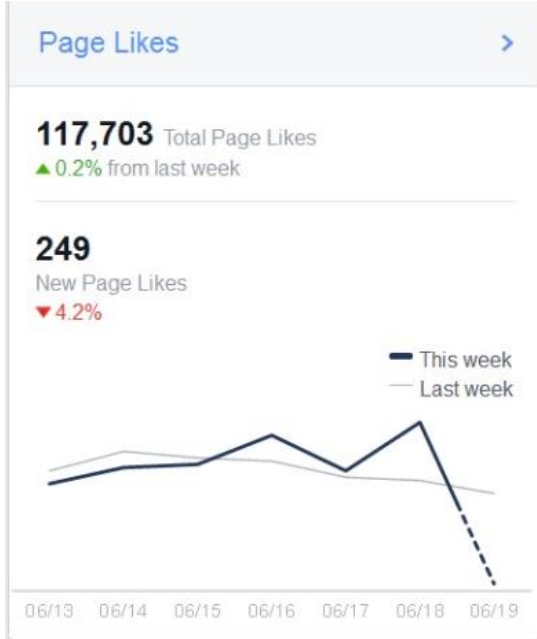 Page Likes
117,703 Total Page Likes
0.2% from last week
249
New Page Likes
4.2%
This week
Last week
06/13 06/14 06/15 06/16 06/17 06/18 06/19